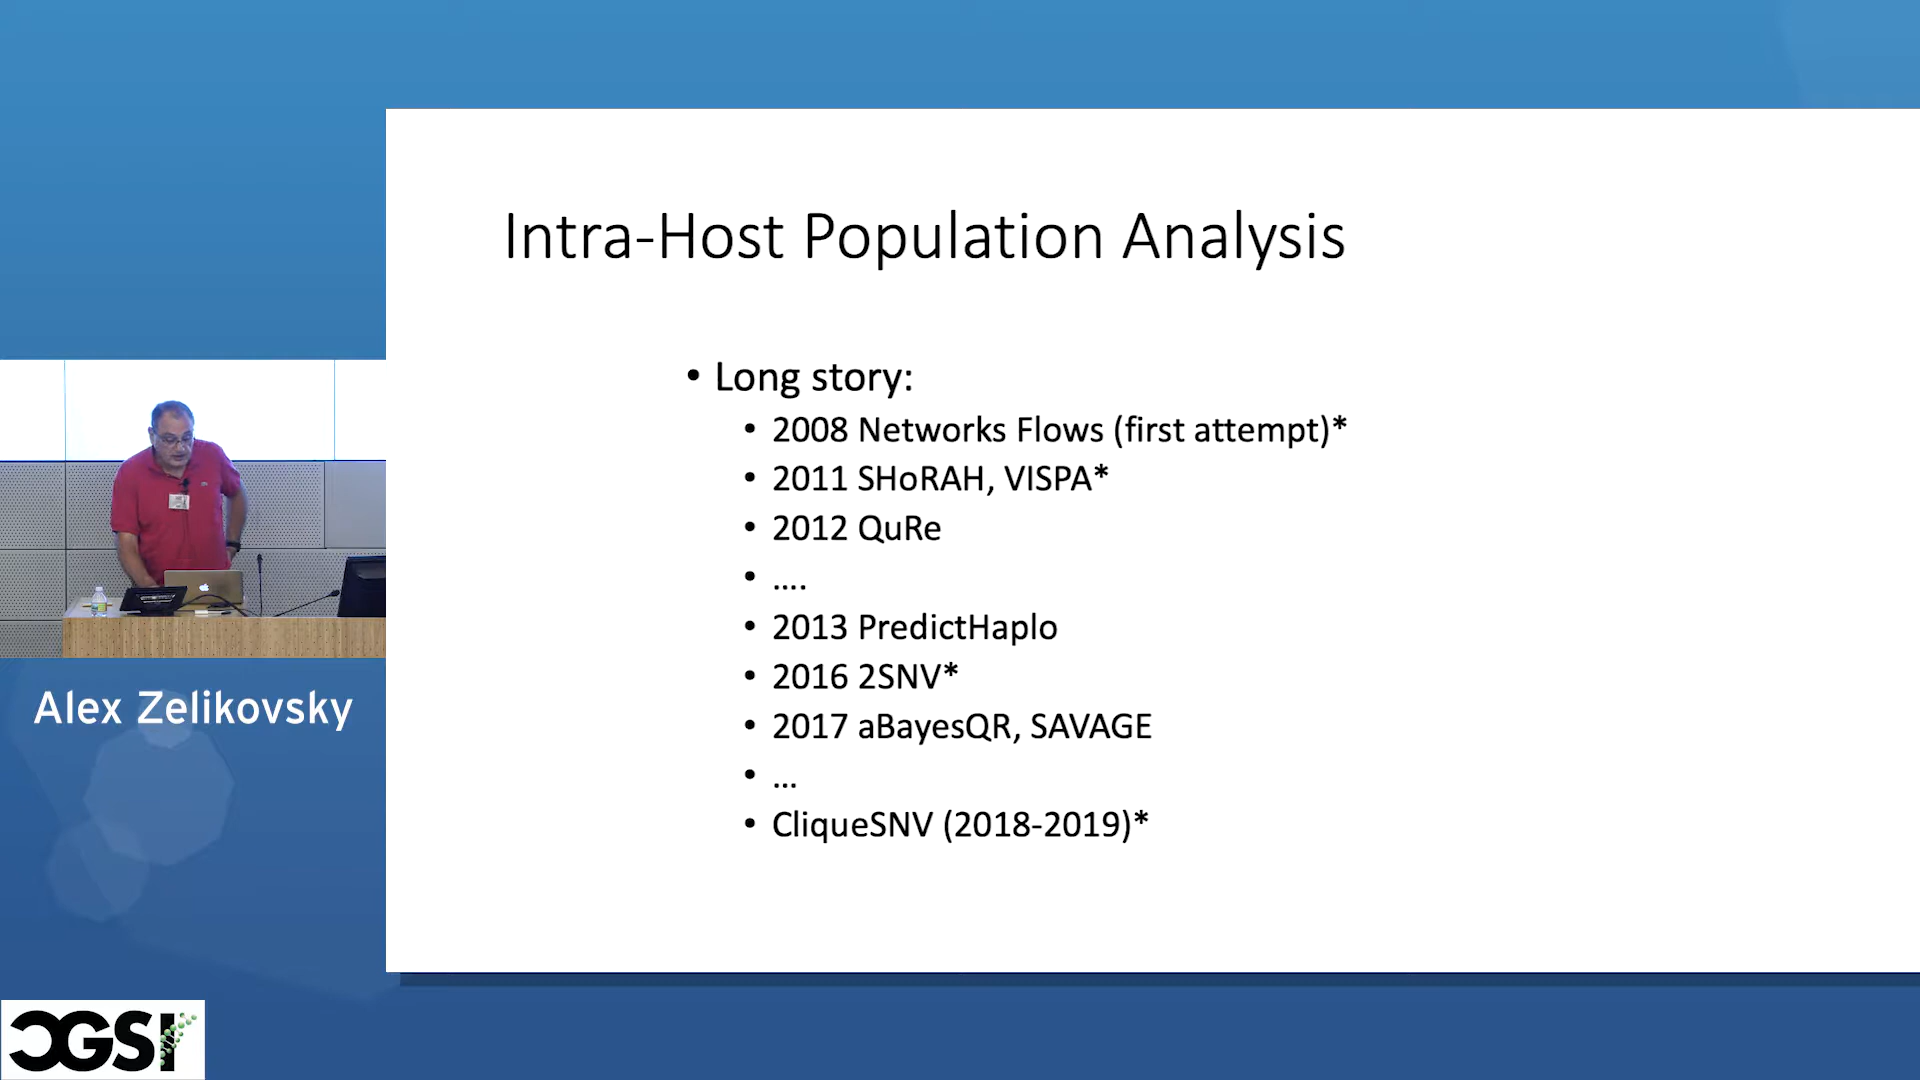 Intra-Host Population Analysis
• Long story:
• 2008 Networks Flows (first attempt)*
• 2011 SHoRAH, VISPA*
• 2012 QuRe
• ....
• 2013 PredictHaplo
• 2016 2SNV*
• 2017 aBayesQR, SAVAGE
• ...
• CliqueSNV (2018-2019)*
Alex Zelikovsky
CGSI